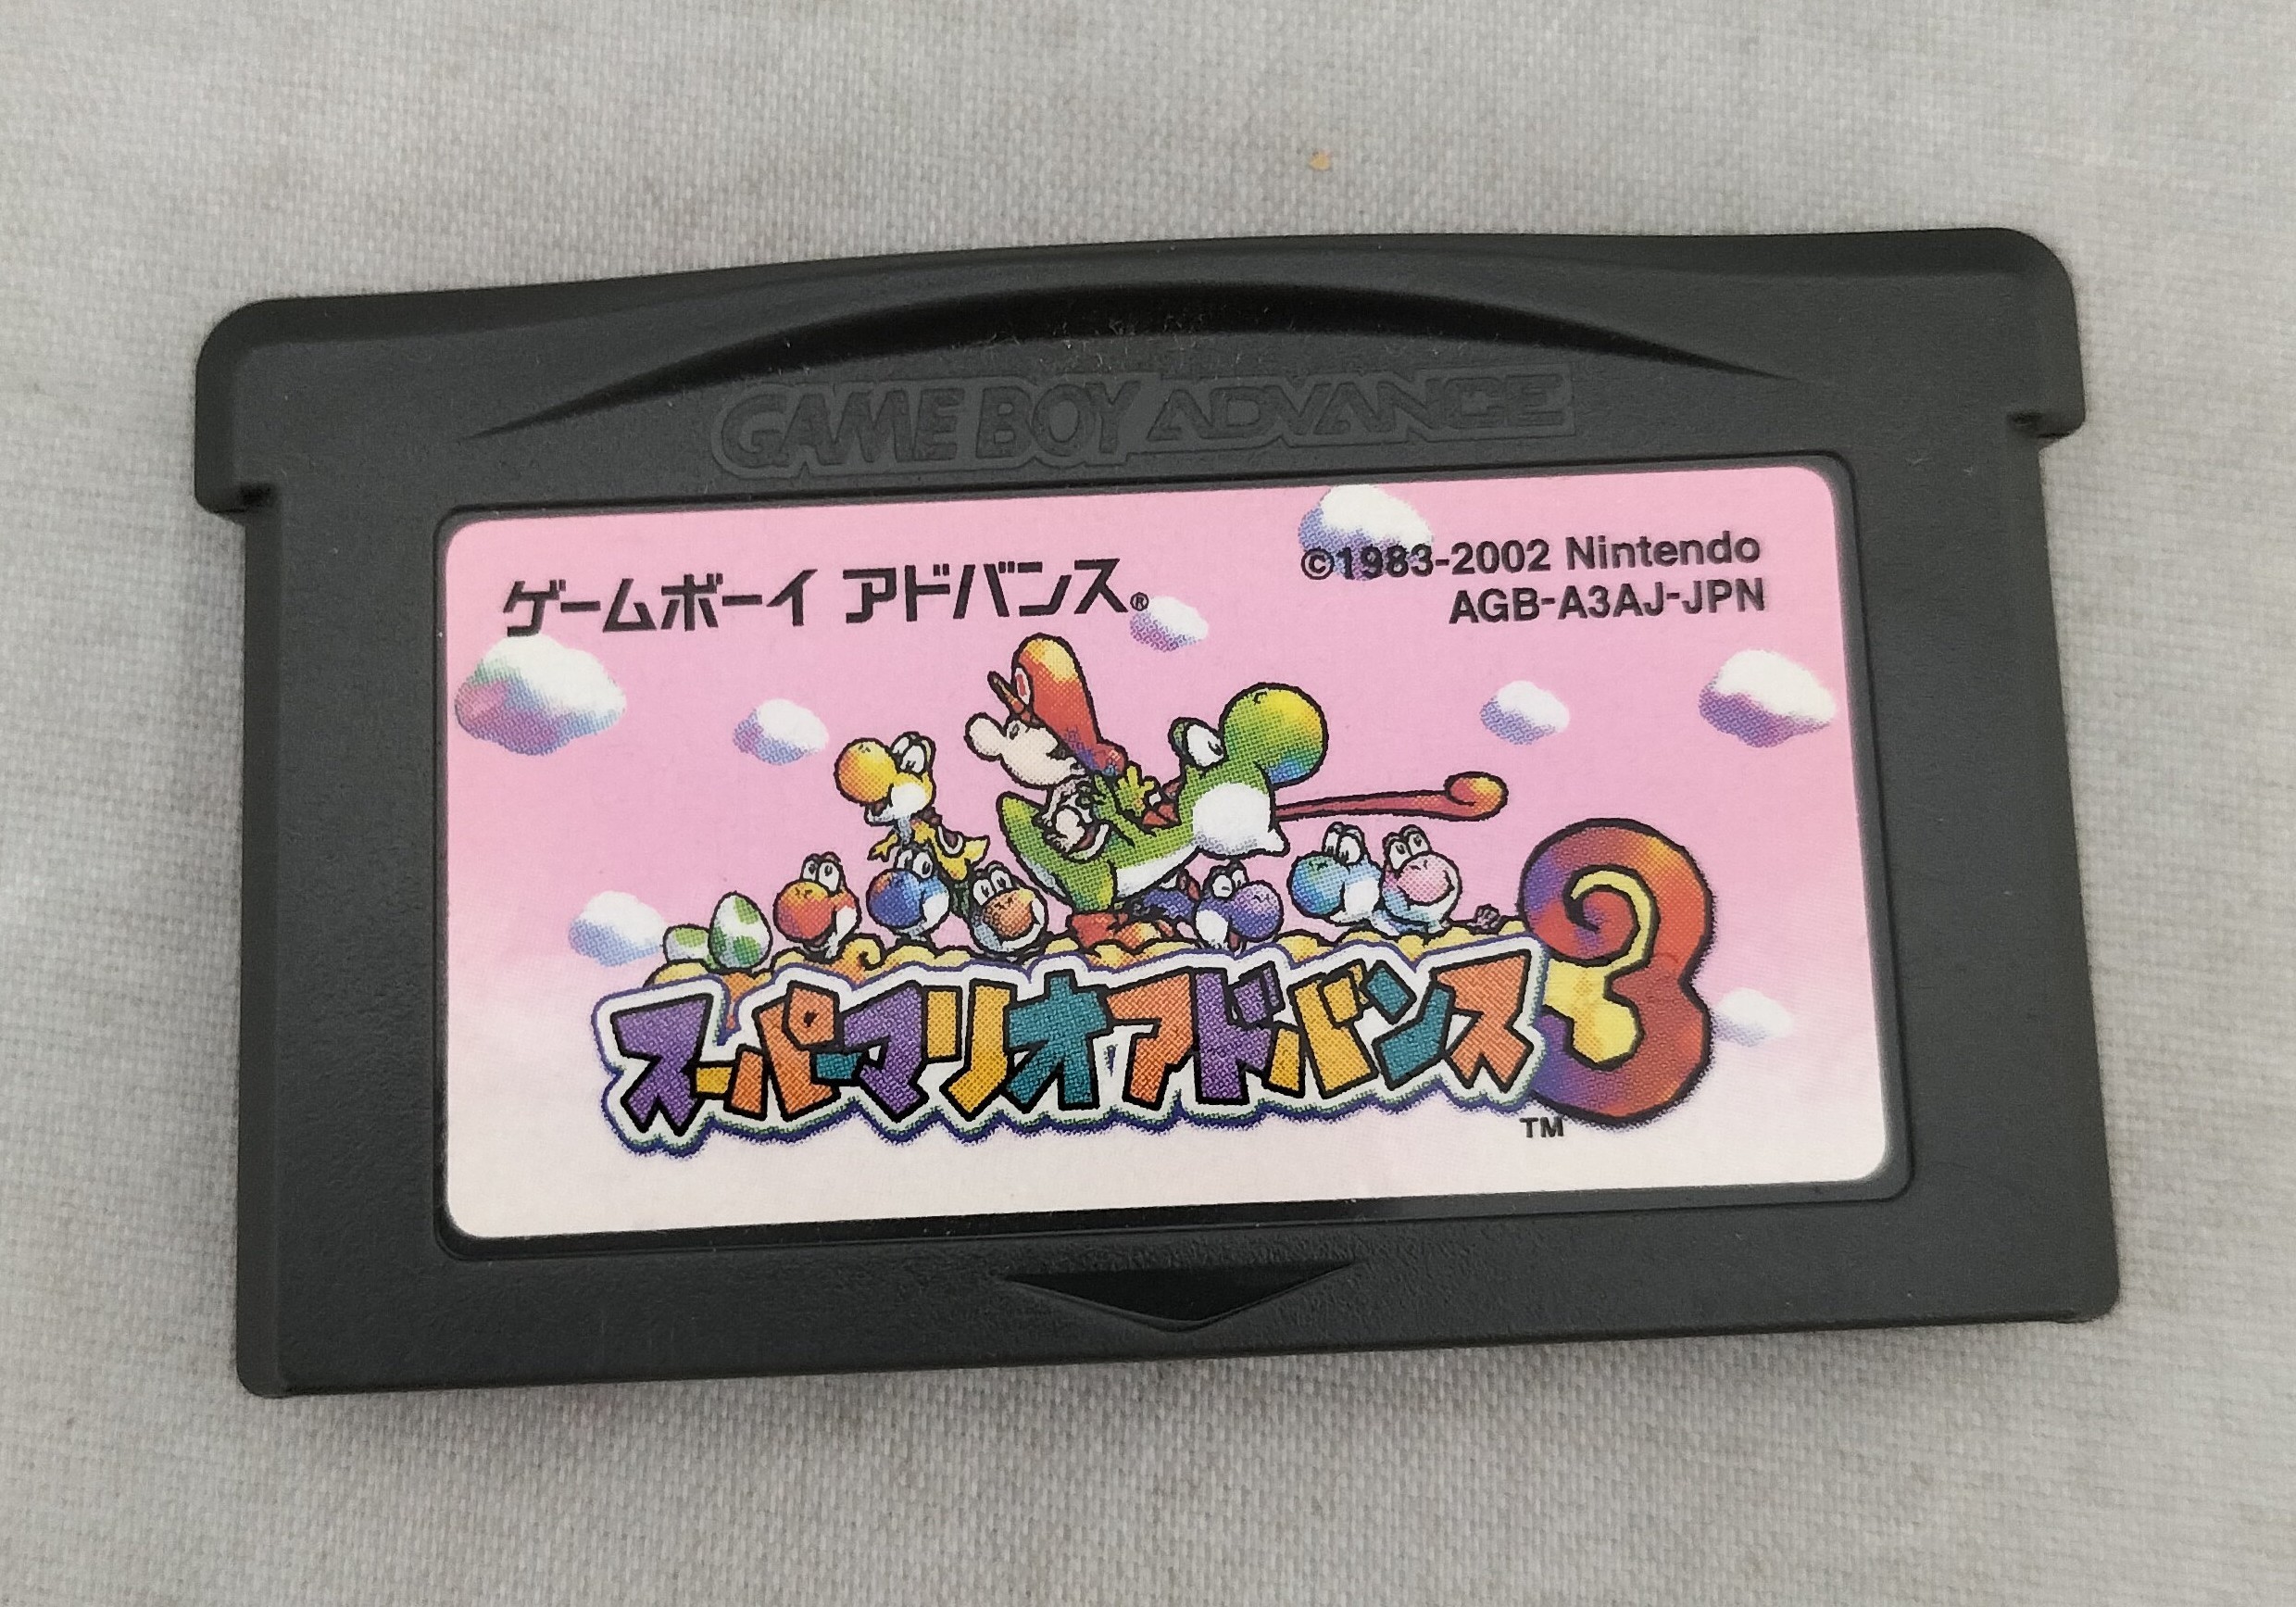 GAME BOY ADVANCE
ゲームボーイ アドバンス®
©1983-2002 Nintendo
AGB-A3AJ-JPN
スーパーマリオアドバンス3
TM